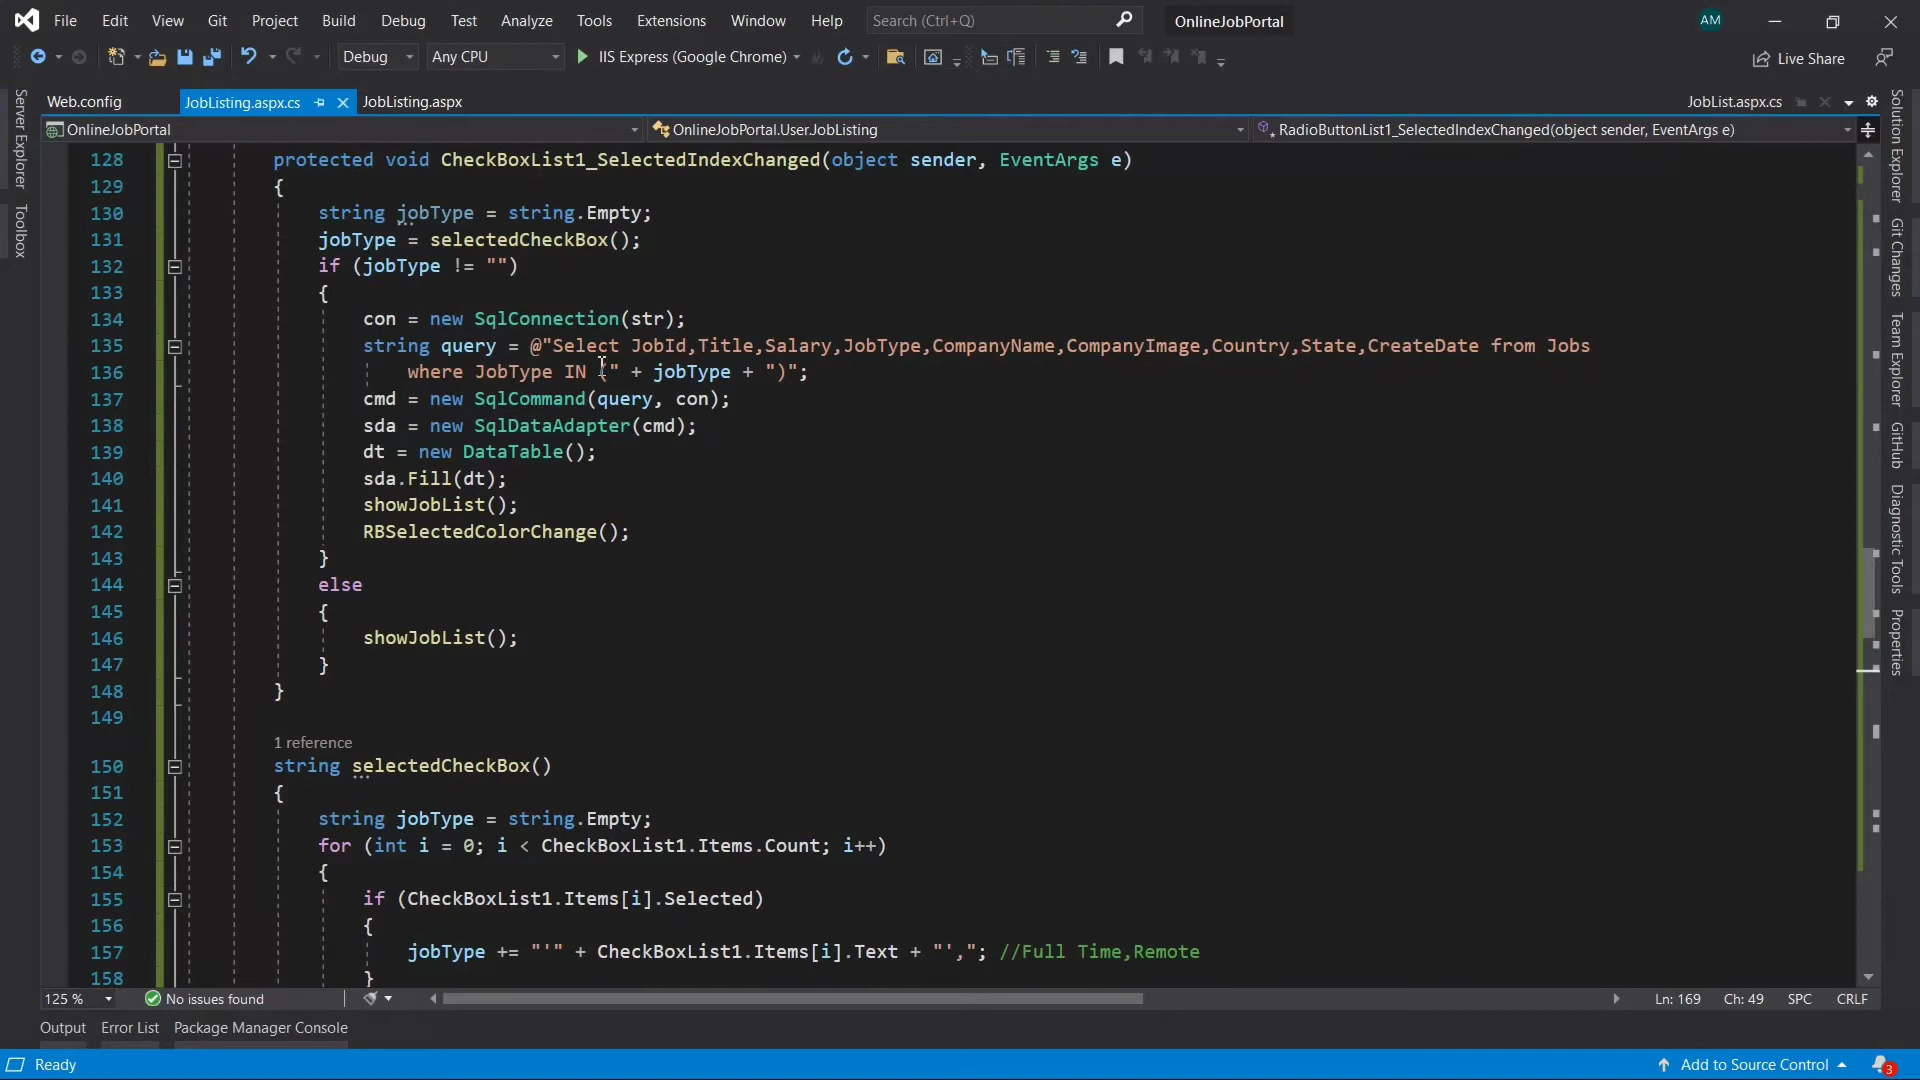 File Edit View Git Project Build Debug Test Analyze Tools Extensions Window Help Search (Ctrl+Q) OnlineJobPortal AM
Debug Any CPU IIS Express (Google Chrome) Live Share
Web.config JobListing.aspx.cs JobListing.aspx JobList.aspx.cs
OnlineJobPortal OnlineJobPortal.User.JobListing RadioButtonList1_SelectedIndexChanged(object sender, EventArgs e)
Server Explorer
Toolbox
128 protected void CheckBoxList1_SelectedIndexChanged(object sender, EventArgs e)
129 {
130 string jobType = string.Empty;
131 jobType = selectedCheckBox();
132 if (jobType != "")
133 {
134 con = new SqlConnection(str);
135 string query = @"Select JobId,Title,Salary,JobType,CompanyName,CompanyImage,Country,State,CreateDate from Jobs
136 where JobType IN (" + jobType + ")";
137 cmd = new SqlCommand(query, con);
138 sda = new SqlDataAdapter(cmd);
139 dt = new DataTable();
140 sda.Fill(dt);
141 showJobList();
142 RBSelectedColorChange();
143 }
144 else
145 {
146 showJobList();
147 }
148 }
149
1 reference
150 string selectedCheckBox()
151 {
152 string jobType = string.Empty;
153 for (int i = 0; i < CheckBoxList1.Items.Count; i++)
154 {
155 if (CheckBoxList1.Items[i].Selected)
156 {
157 jobType += "'" + CheckBoxList1.Items[i].Text + "',"; //Full Time,Remote
158 }
Solution Explorer
Git Changes
Team Explorer
GitHub
Diagnostic Tools
Properties
125 % No issues found Ln: 169 Ch: 49 SPC CRLF
Output Error List Package Manager Console
Ready Add to Source Control 3